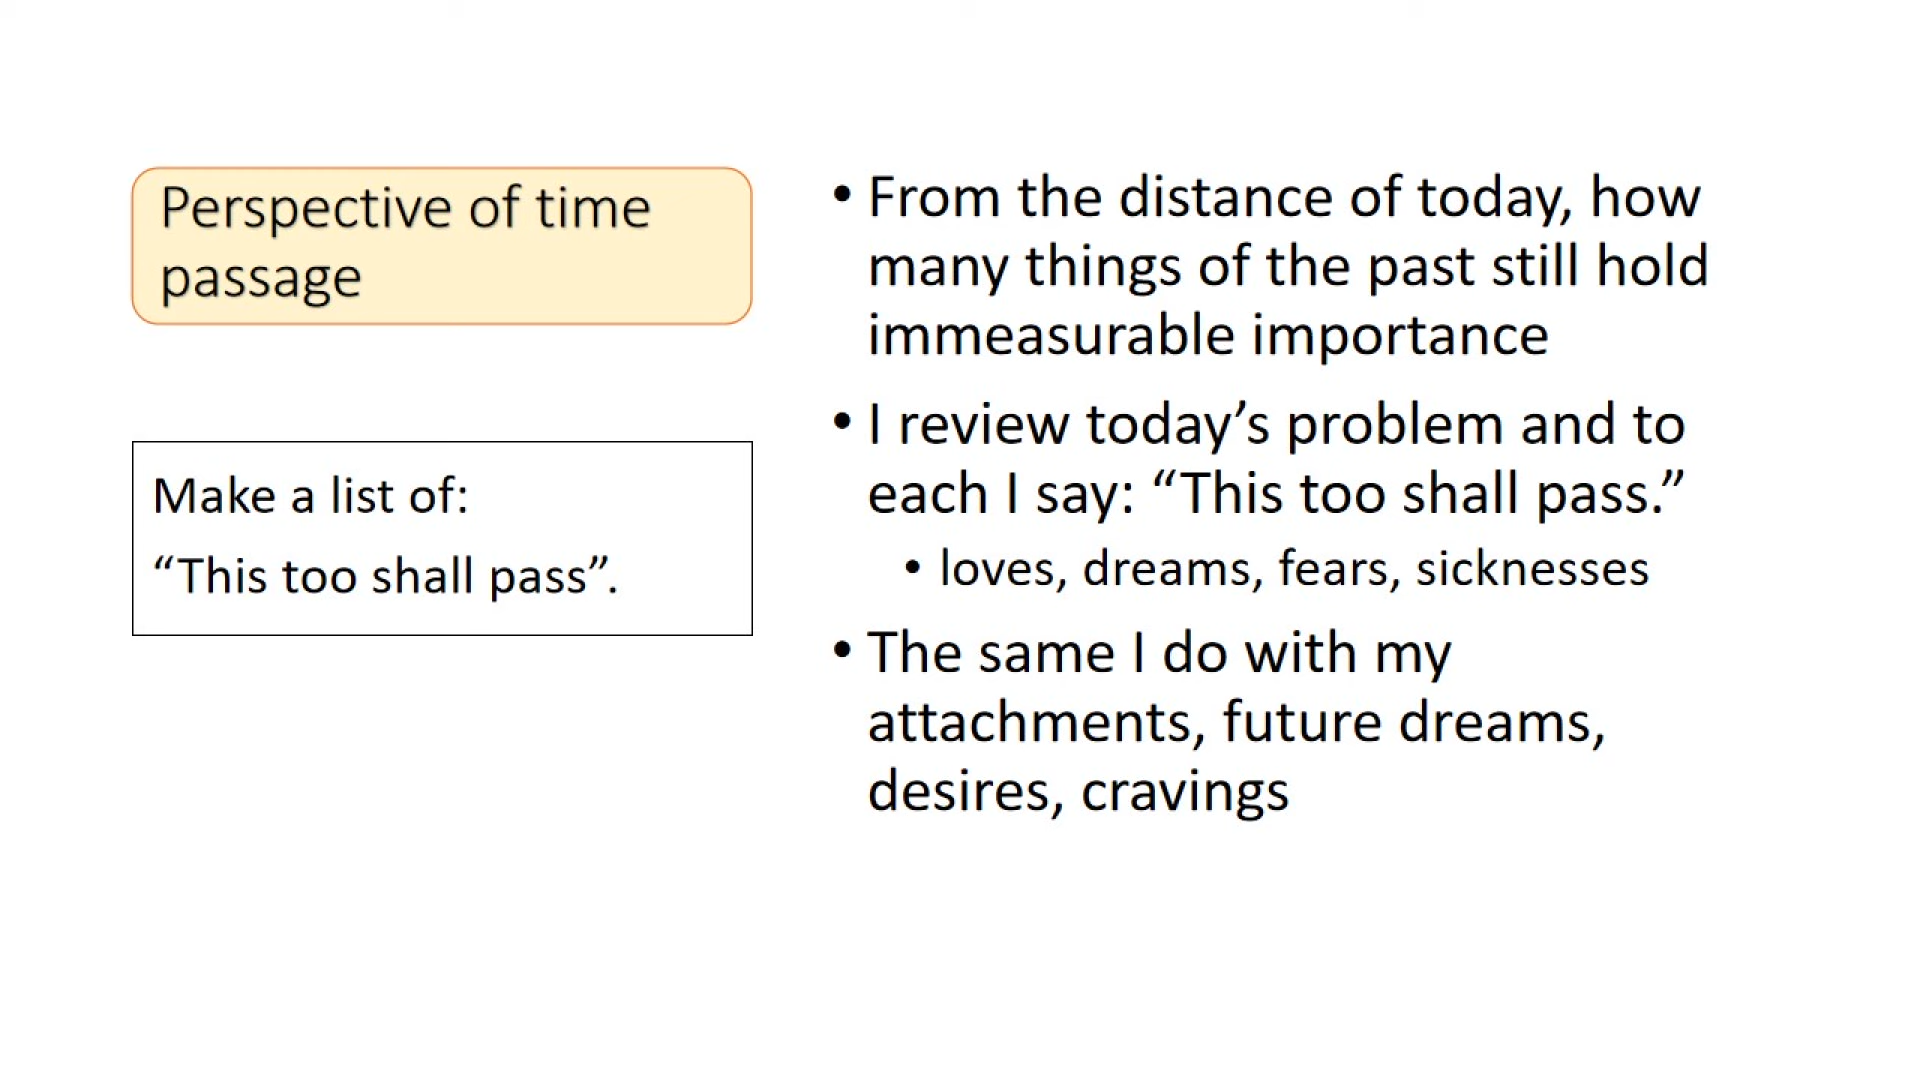 Perspective of time
passage
Make a list of:
“This too shall pass”.
• From the distance of today, how
many things of the past still hold
immeasurable importance
• I review today’s problem and to
each I say: “This too shall pass.”
• loves, dreams, fears, sicknesses
• The same I do with my
attachments, future dreams,
desires, cravings